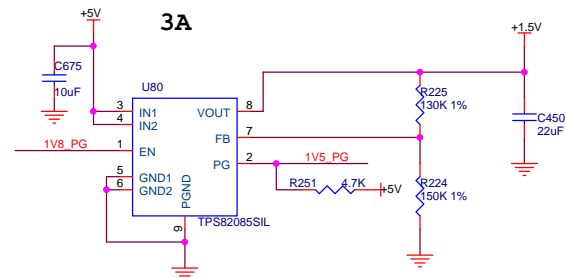 +5V
3A
+1.5V
C675
10uF
U80
3
IN1
4
IN2
VOUT
8
R225
130K 1%
C450
22uF
1V8_PG
1
EN
FB
7
PG
2
1V5_PG
5
GND1
6
GND2
PGND
R251
4.7K
+5V
R224
150K 1%
TPS82085SIL
9